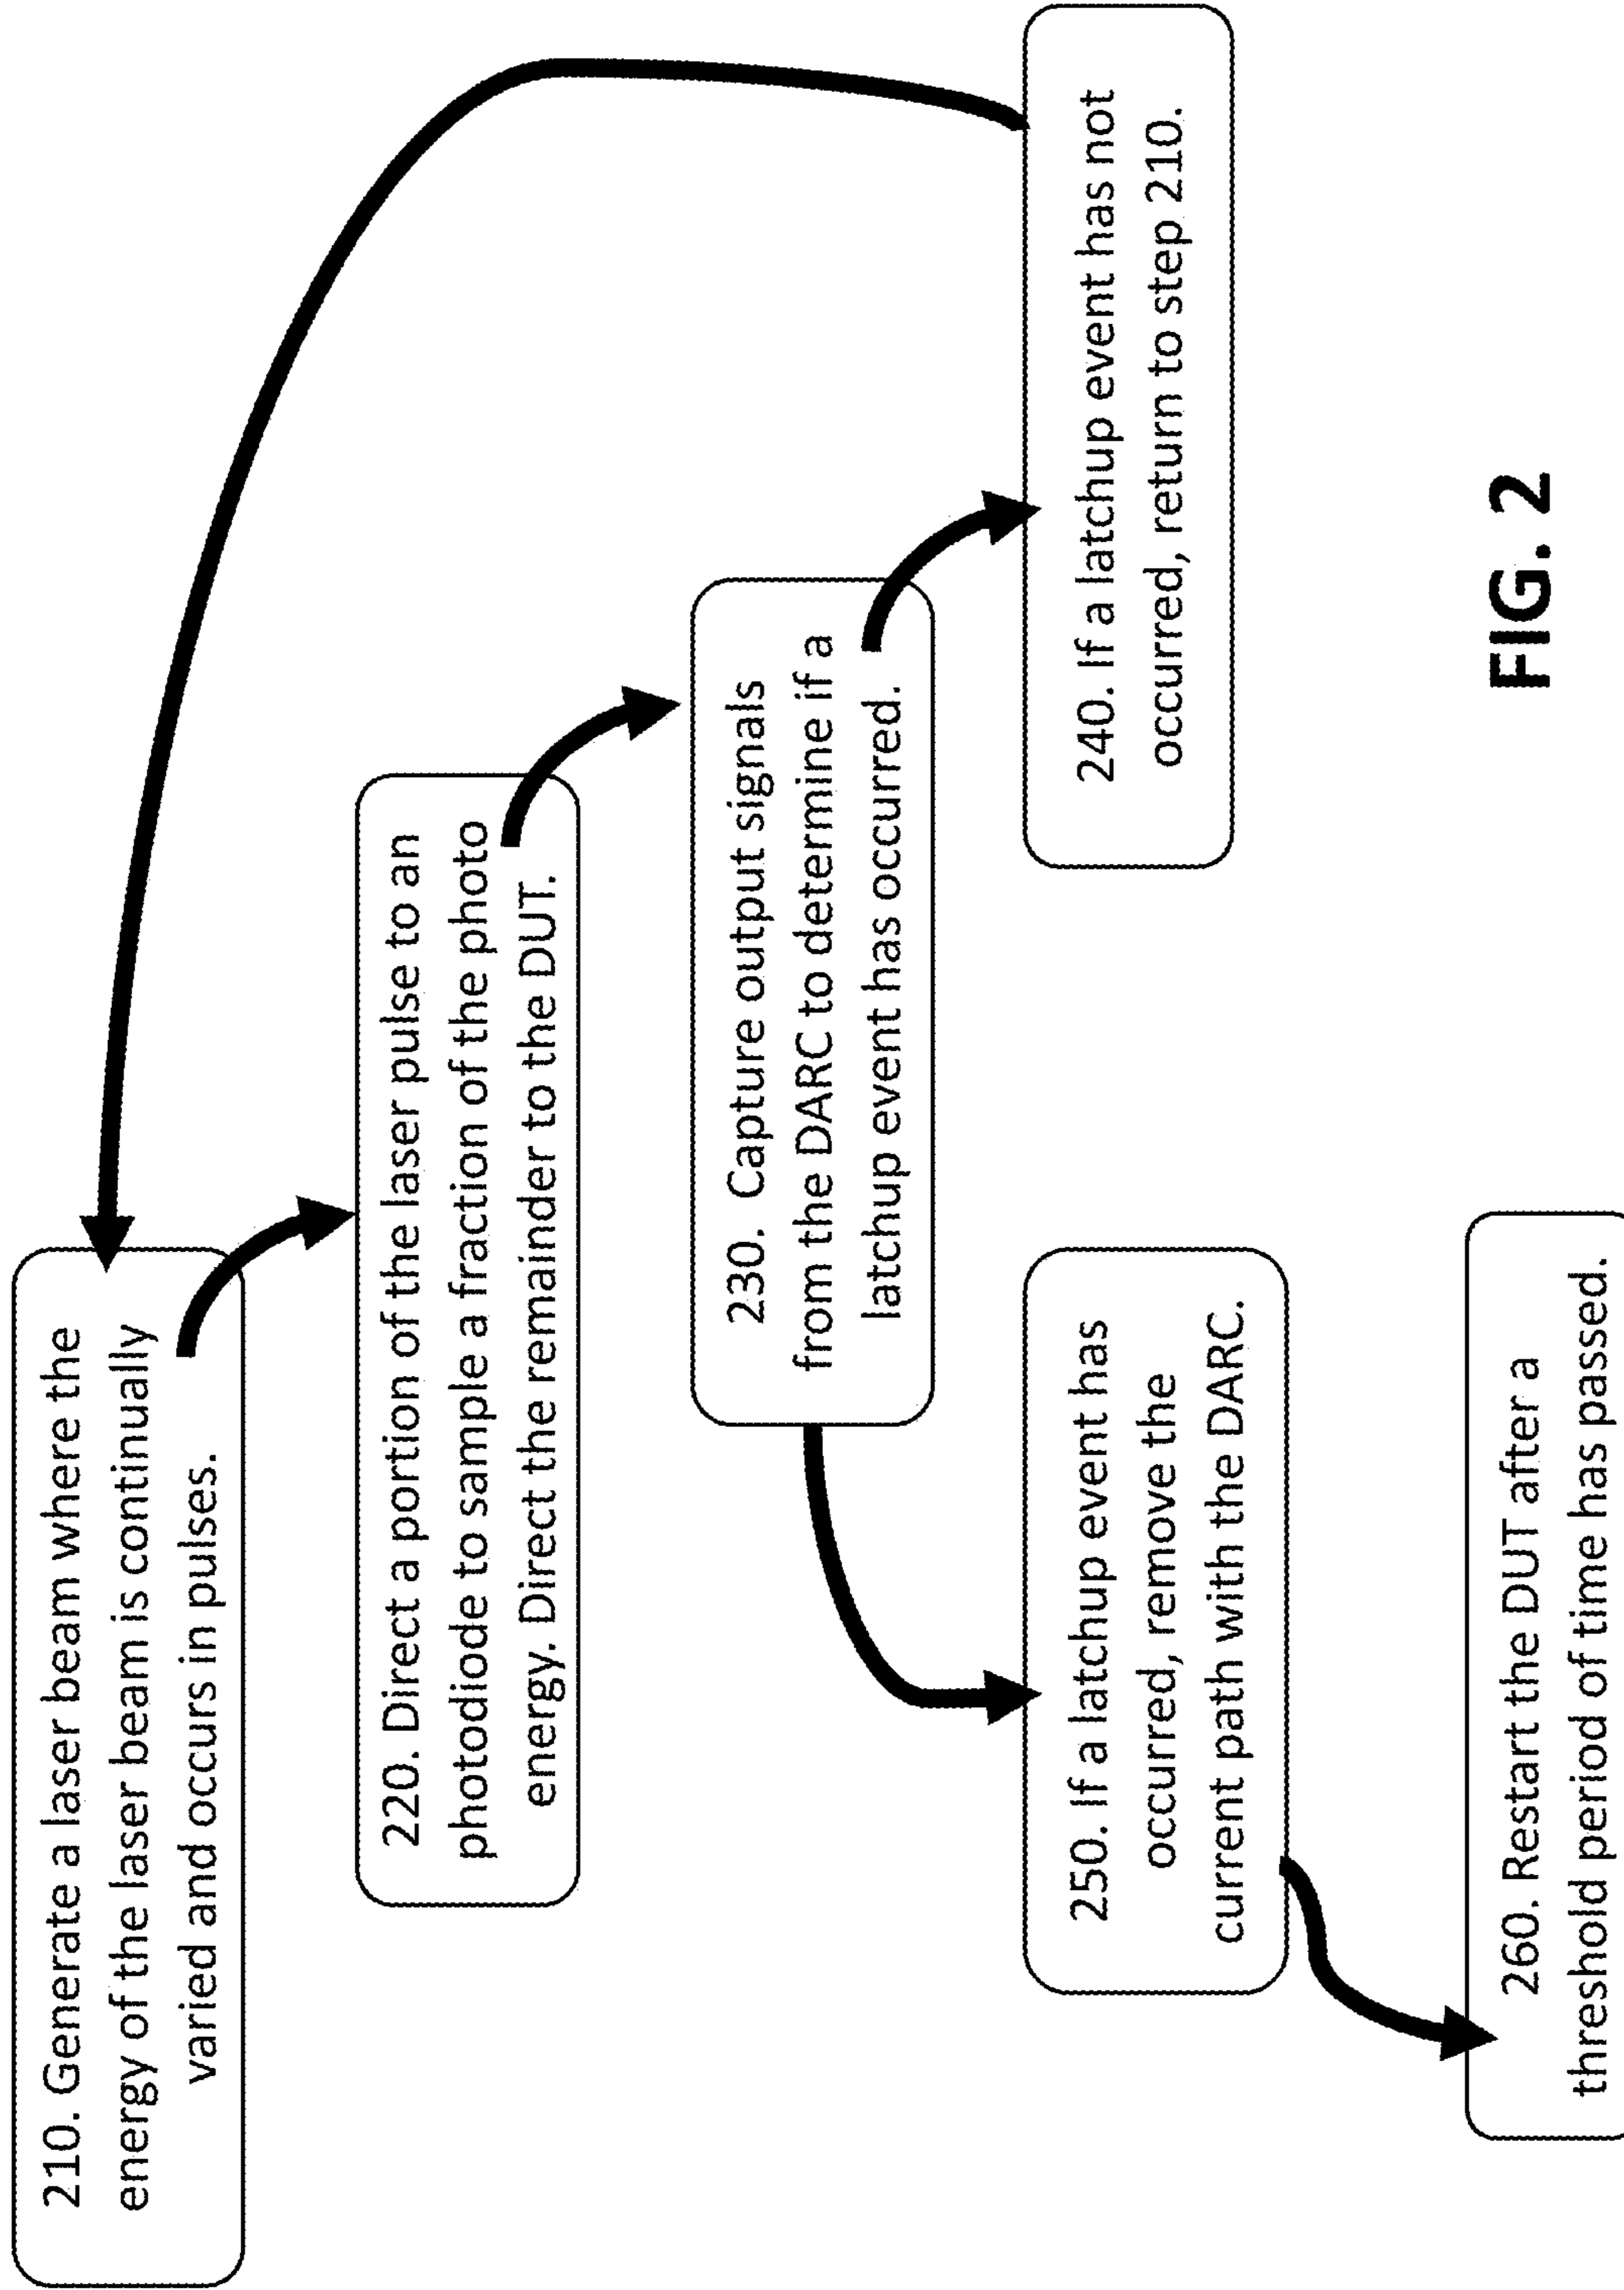 210. Generate a laser beam where the
energy of the laser beam is continually
varied and occurs in pulses.
220. Direct a portion of the laser pulse to an
photodiode to sample a fraction of the photo
energy. Direct the remainder to the DUT.
230. Capture output signals
from the DARC to determine if a
latchup event has occurred.
250. If a latchup event has
occurred, remove the
current path with the DARC.
240. If a latchup event has not
occurred, return to step 210.
260. Restart the DUT after a
threshold period of time has passed.
FIG. 2